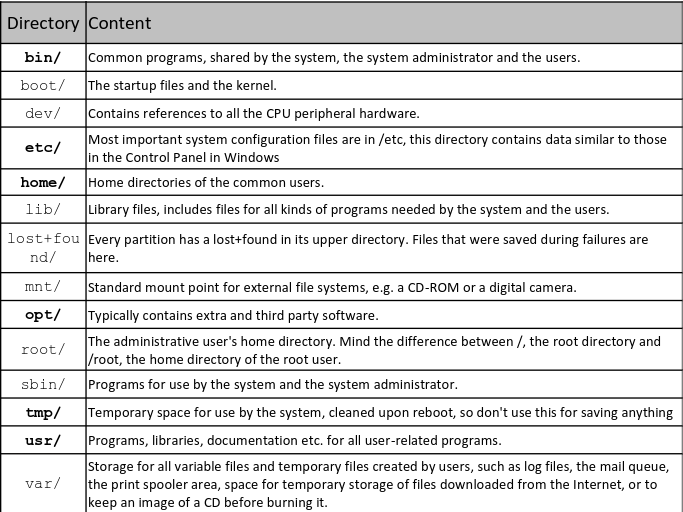 Directory Content
bin/ Common programs, shared by the system, the system administrator and the users.
boot/ The startup files and the kernel.
dev/ Contains references to all the CPU peripheral hardware.
etc/ Most important system configuration files are in /etc, this directory contains data similar to those
in the Control Panel in Windows
home/ Home directories of the common users.
lib/ Library files, includes files for all kinds of programs needed by the system and the users.
lost+fou Every partition has a lost+found in its upper directory. Files that were saved during failures are
nd/ here.
mnt/ Standard mount point for external file systems, e.g. a CD-ROM or a digital camera.
opt/ Typically contains extra and third party software.
root/ The administrative user's home directory. Mind the difference between /, the root directory and
/root, the home directory of the root user.
sbin/ Programs for use by the system and the system administrator.
tmp/ Temporary space for use by the system, cleaned upon reboot, so don't use this for saving anything
usr/ Programs, libraries, documentation etc. for all user-related programs.
var/ Storage for all variable files and temporary files created by users, such as log files, the mail queue,
the print spooler area, space for temporary storage of files downloaded from the Internet, or to
keep an image of a CD before burning it.